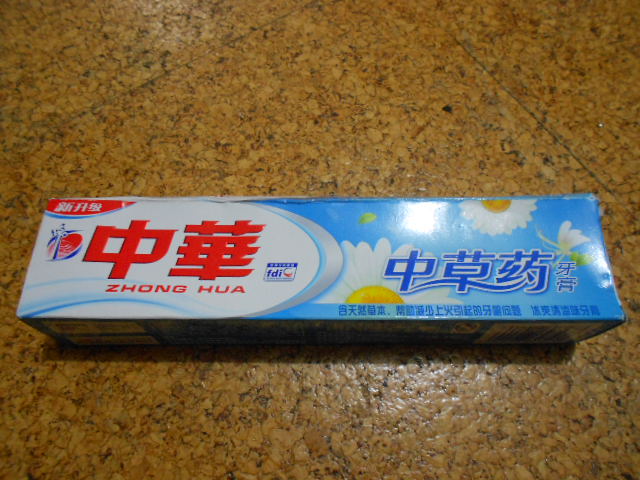 新升级
中華
ZHONG HUA
fdi
中草药
牙膏
含天然草本，帮助减少上火引起的牙龈问题 冰爽清滋味牙膏